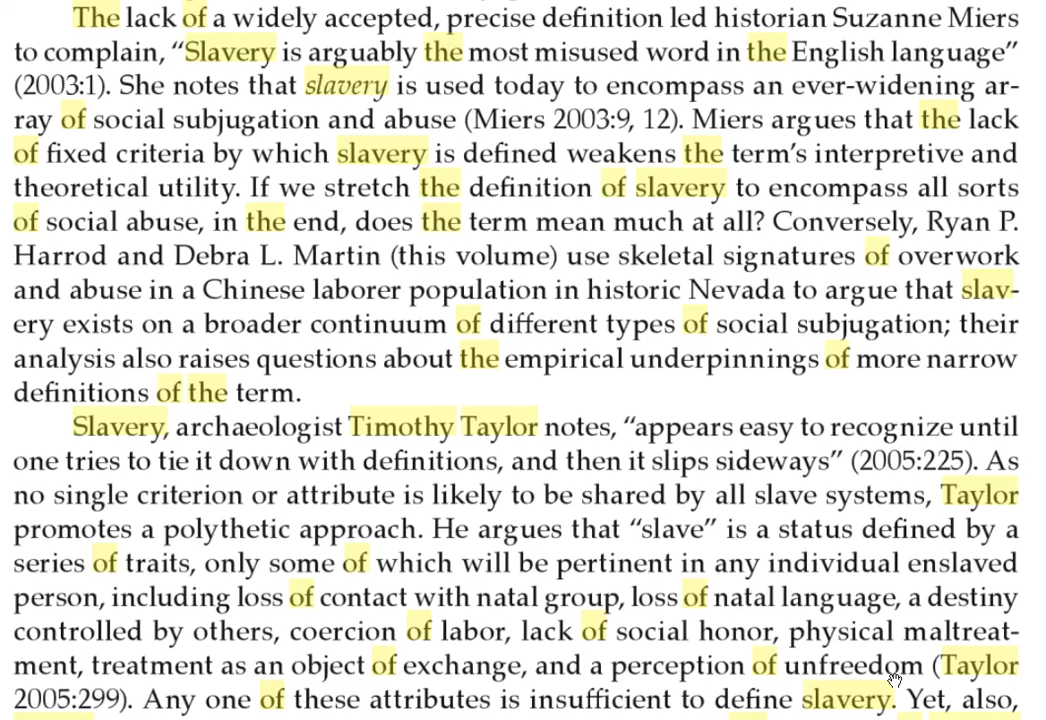 The lack of a widely accepted, precise definition led historian Suzanne Miers
to complain, “Slavery is arguably the most misused word in the English language”
(2003:1). She notes that slavery is used today to encompass an ever-widening ar-
ray of social subjugation and abuse (Miers 2003:9, 12). Miers argues that the lack
of fixed criteria by which slavery is defined weakens the term’s interpretive and
theoretical utility. If we stretch the definition of slavery to encompass all sorts
of social abuse, in the end, does the term mean much at all? Conversely, Ryan P.
Harrod and Debra L. Martin (this volume) use skeletal signatures of overwork
and abuse in a Chinese laborer population in historic Nevada to argue that slav-
ery exists on a broader continuum of different types of social subjugation; their
analysis also raises questions about the empirical underpinnings of more narrow
definitions of the term.
Slavery, archaeologist Timothy Taylor notes, “appears easy to recognize until
one tries to tie it down with definitions, and then it slips sideways” (2005:225). As
no single criterion or attribute is likely to be shared by all slave systems, Taylor
promotes a polythetic approach. He argues that “slave” is a status defined by a
series of traits, only some of which will be pertinent in any individual enslaved
person, including loss of contact with natal group, loss of natal language, a destiny
controlled by others, coercion of labor, lack of social honor, physical maltreat-
ment, treatment as an object of exchange, and a perception of unfreedom (Taylor
2005:299). Any one of these attributes is insufficient to define slavery. Yet, also,